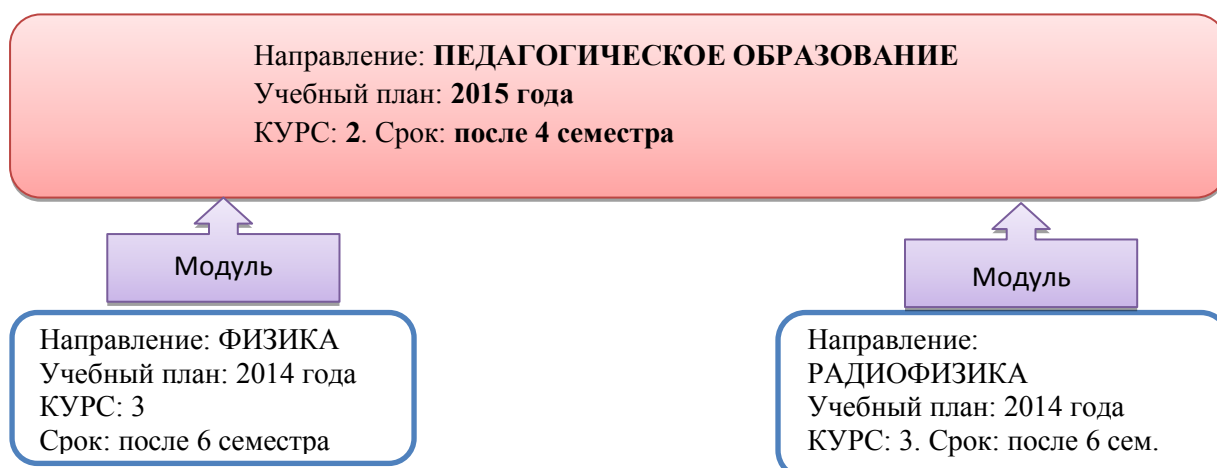 Направление: ПЕДАГОГИЧЕСКОЕ ОБРАЗОВАНИЕ
Учебный план: 2015 года
КУРС: 2. Срок: после 4 семестра
Модуль
Модуль
Направление: ФИЗИКА
Учебный план: 2014 года
КУРС: 3
Срок: после 6 семестра
Направление:
РАДИОФИЗИКА
Учебный план: 2014 года
КУРС: 3. Срок: после 6 сем.